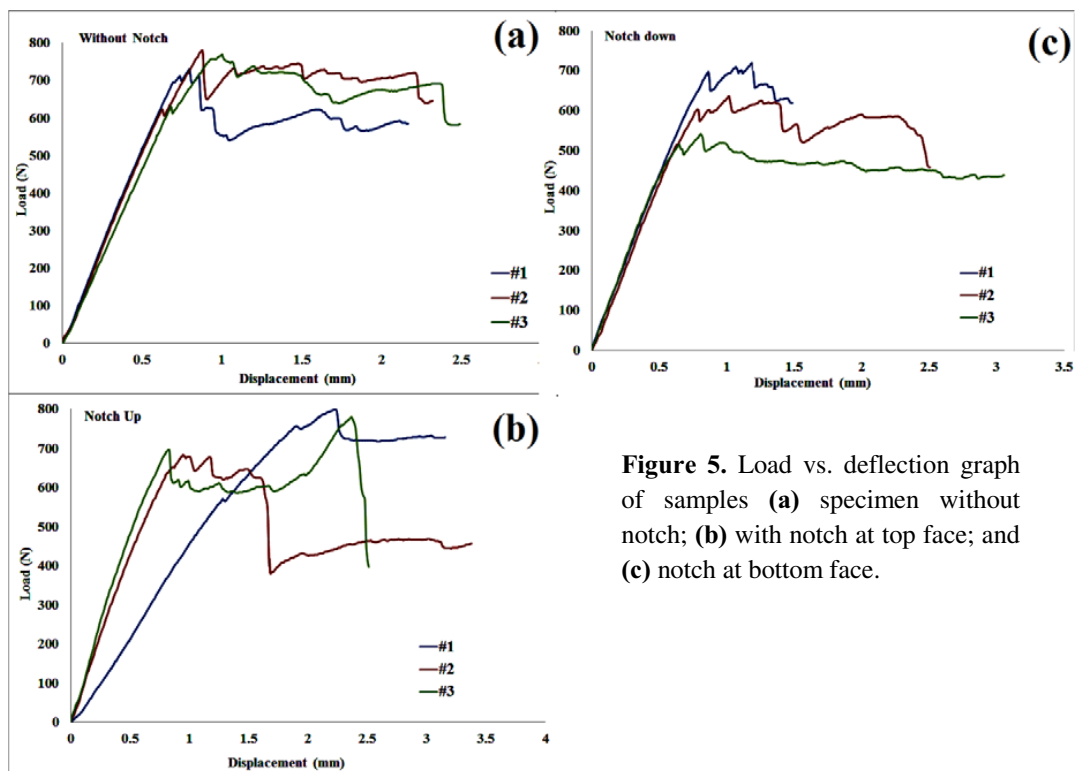 Without Notch
(a)
800
700
600
500
400
300
200
100
0
Load (N)
0 0.5 1 1.5 2 2.5
Displacement (mm)
#1
#2
#3
Notch down
(c)
800
700
600
500
400
300
200
100
0
Load (N)
0 0.5 1 1.5 2 2.5 3 3.5
Displacement (mm)
#1
#2
#3
Notch Up
(b)
800
700
600
500
400
300
200
100
0
Load (N)
0 0.5 1 1.5 2 2.5 3 3.5 4
Displacement (mm)
#1
#2
#3
Figure 5. Load vs. deflection graph
of samples (a) specimen without
notch; (b) with notch at top face; and
(c) notch at bottom face.